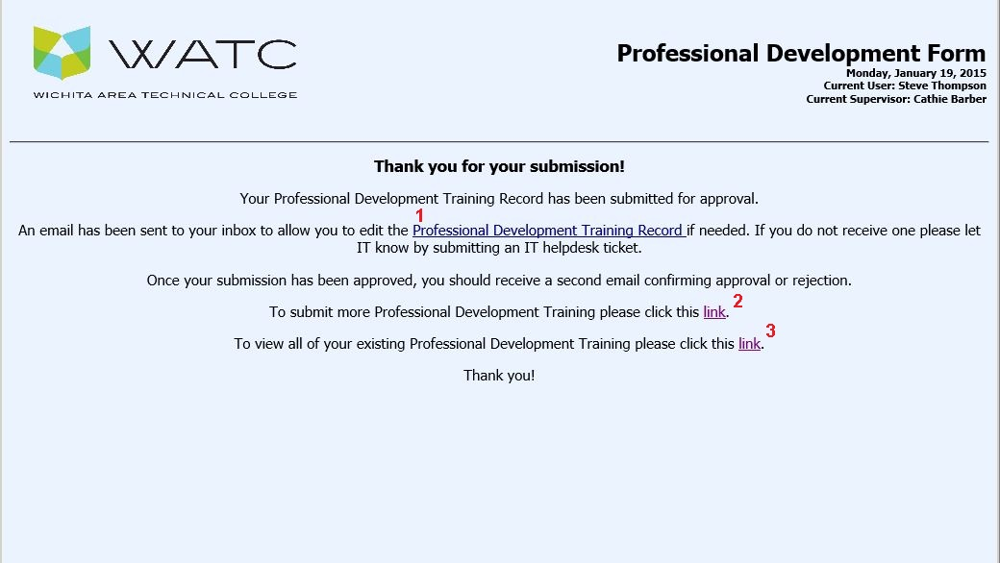 WATC
WICHITA AREA TECHNICAL COLLEGE
Professional Development Form
Monday, January 19, 2015
Current User: Steve Thompson
Current Supervisor: Cathie Barber
Thank you for your submission!
Your Professional Development Training Record has been submitted for approval.
1
An email has been sent to your inbox to allow you to edit the Professional Development Training Record if needed. If you do not receive one please let
IT know by submitting an IT helpdesk ticket.
Once your submission has been approved, you should receive a second email confirming approval or rejection.
To submit more Professional Development Training please click this link. 2
To view all of your existing Professional Development Training please click this link. 3
Thank you!